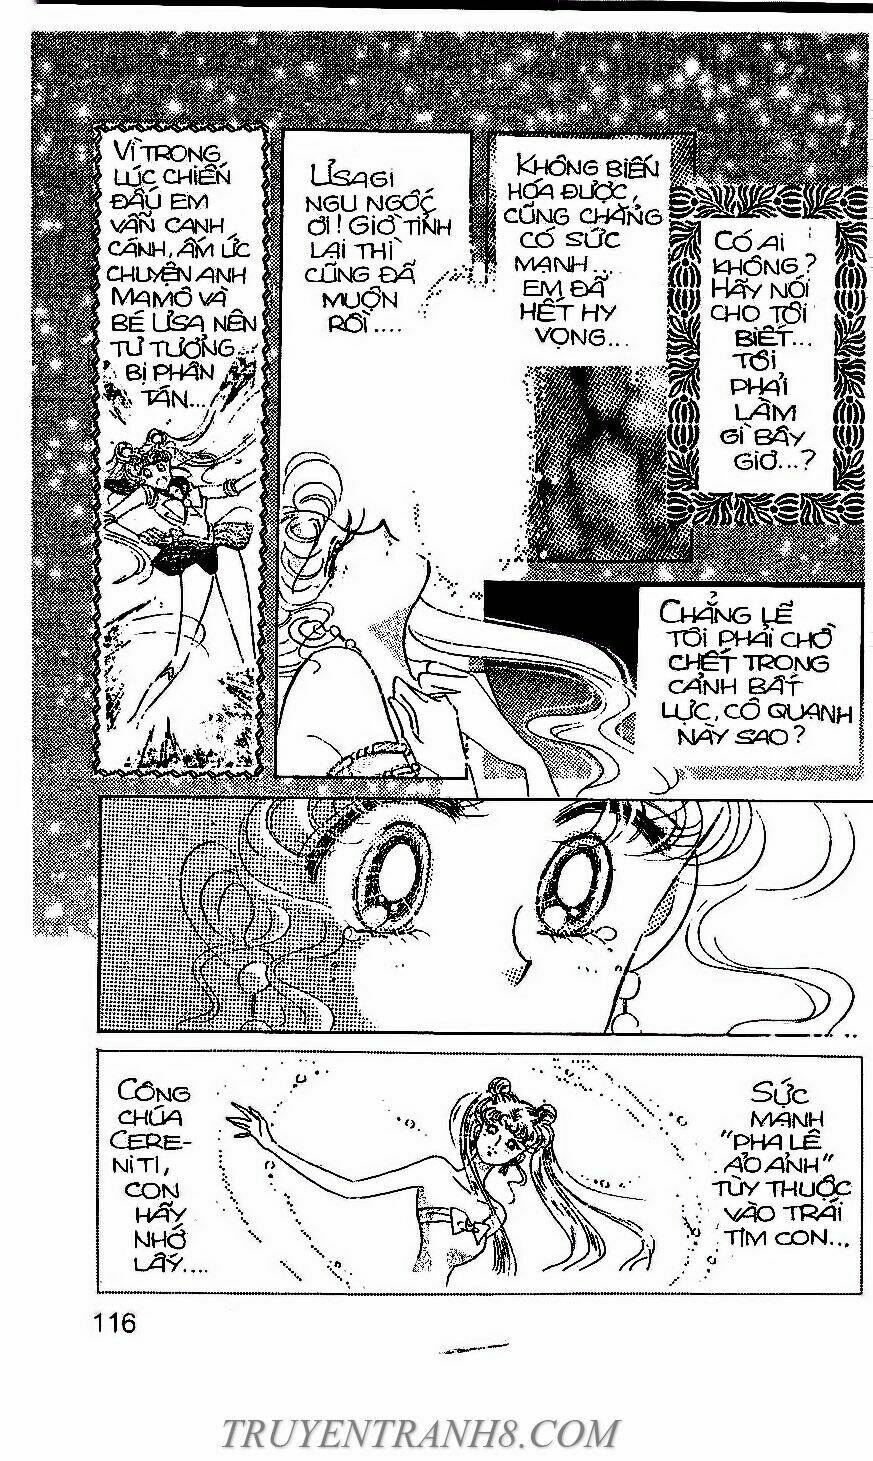 CÓ AI
KHÔNG?
HÃY NÓI
CHO TÔI
BIẾT...
TÔI
PHẢI
LÀM
GÌ BÂY
GIỜ...?
KHÔNG BIẾN
HÓA ĐƯỢC,
CŨNG CHẲNG
CÓ SỨC
MẠNH...
EM ĐÃ
HẾT HY
VỌNG...
USAGI
NGU NGỐC
ƠI! GIỜ TỈNH
LẠI THÌ
CŨNG ĐÃ
MUỘN
RỒI....
VÌ TRONG
LÚC CHIẾN
ĐẤU EM
VẪN CANH
CÁNH, ẤM ỨC
CHUYỆN ANH
MAMÔ VÀ
BÉ USA NÊN
TƯ TƯỞNG
BỊ PHÂN
TÁN...
CHẲNG LẼ
TÔI PHẢI CHỜ
CHẾT TRONG
CẢNH BẤT
LỰC, CÔ QUẠNH
NÀY SAO?
SỨC
MẠNH
"PHA LÊ
ẢO ẢNH"
TÙY THUỘC
VÀO TRÁI
TIM CON...
CÔNG
CHÚA
CERE-
NITI,
CON
HÃY
NHỚ
LẤY....
116
TRUYENTRANH8.COM